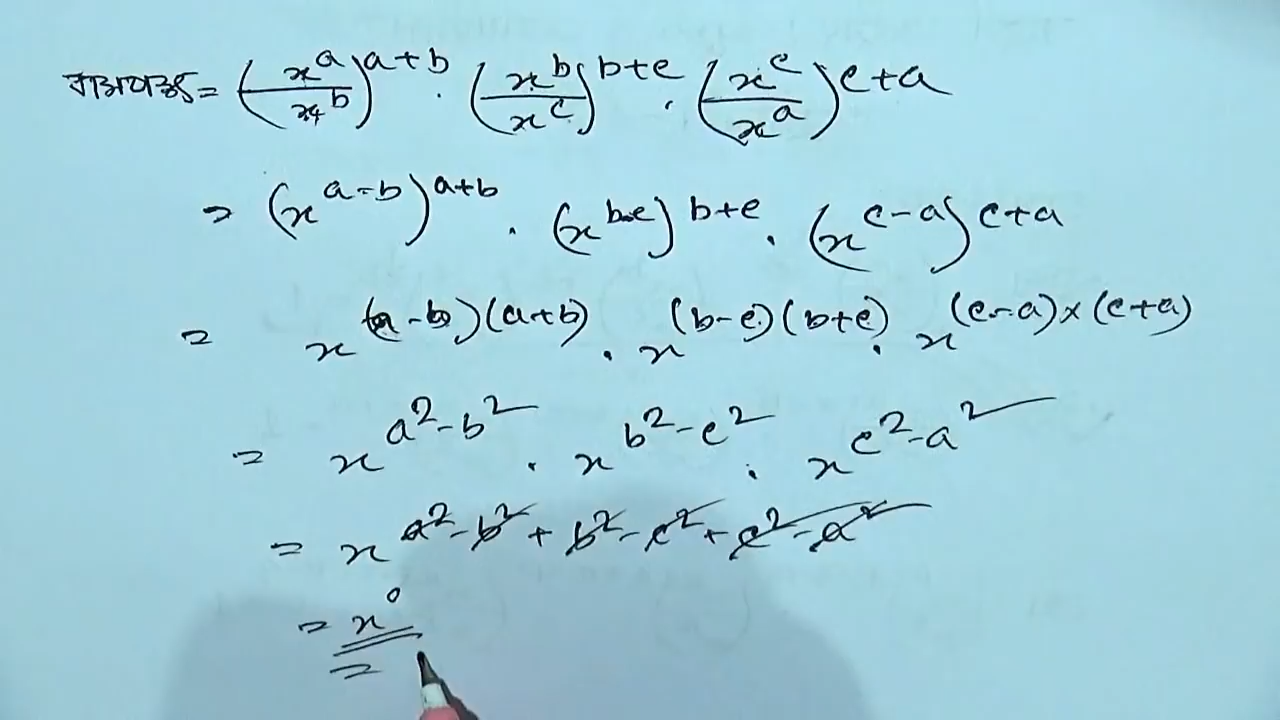 বামপক্ষ = (x^a/x^b)^{a+b} · (x^b/x^c)^{b+c} · (x^c/x^a)^{c+a}
= (x^{a-b})^{a+b} · (x^{b-c})^{b+c} · (x^{c-a})^{c+a}
= x^{(a-b)(a+b)} · x^{(b-c)(b+c)} · x^{(c-a)×(c+a)}
= x^{a²-b²} · x^{b²-c²} · x^{c²-a²}
= x^{a²-b²+b²-c²+c²-a²}
= x^0
=